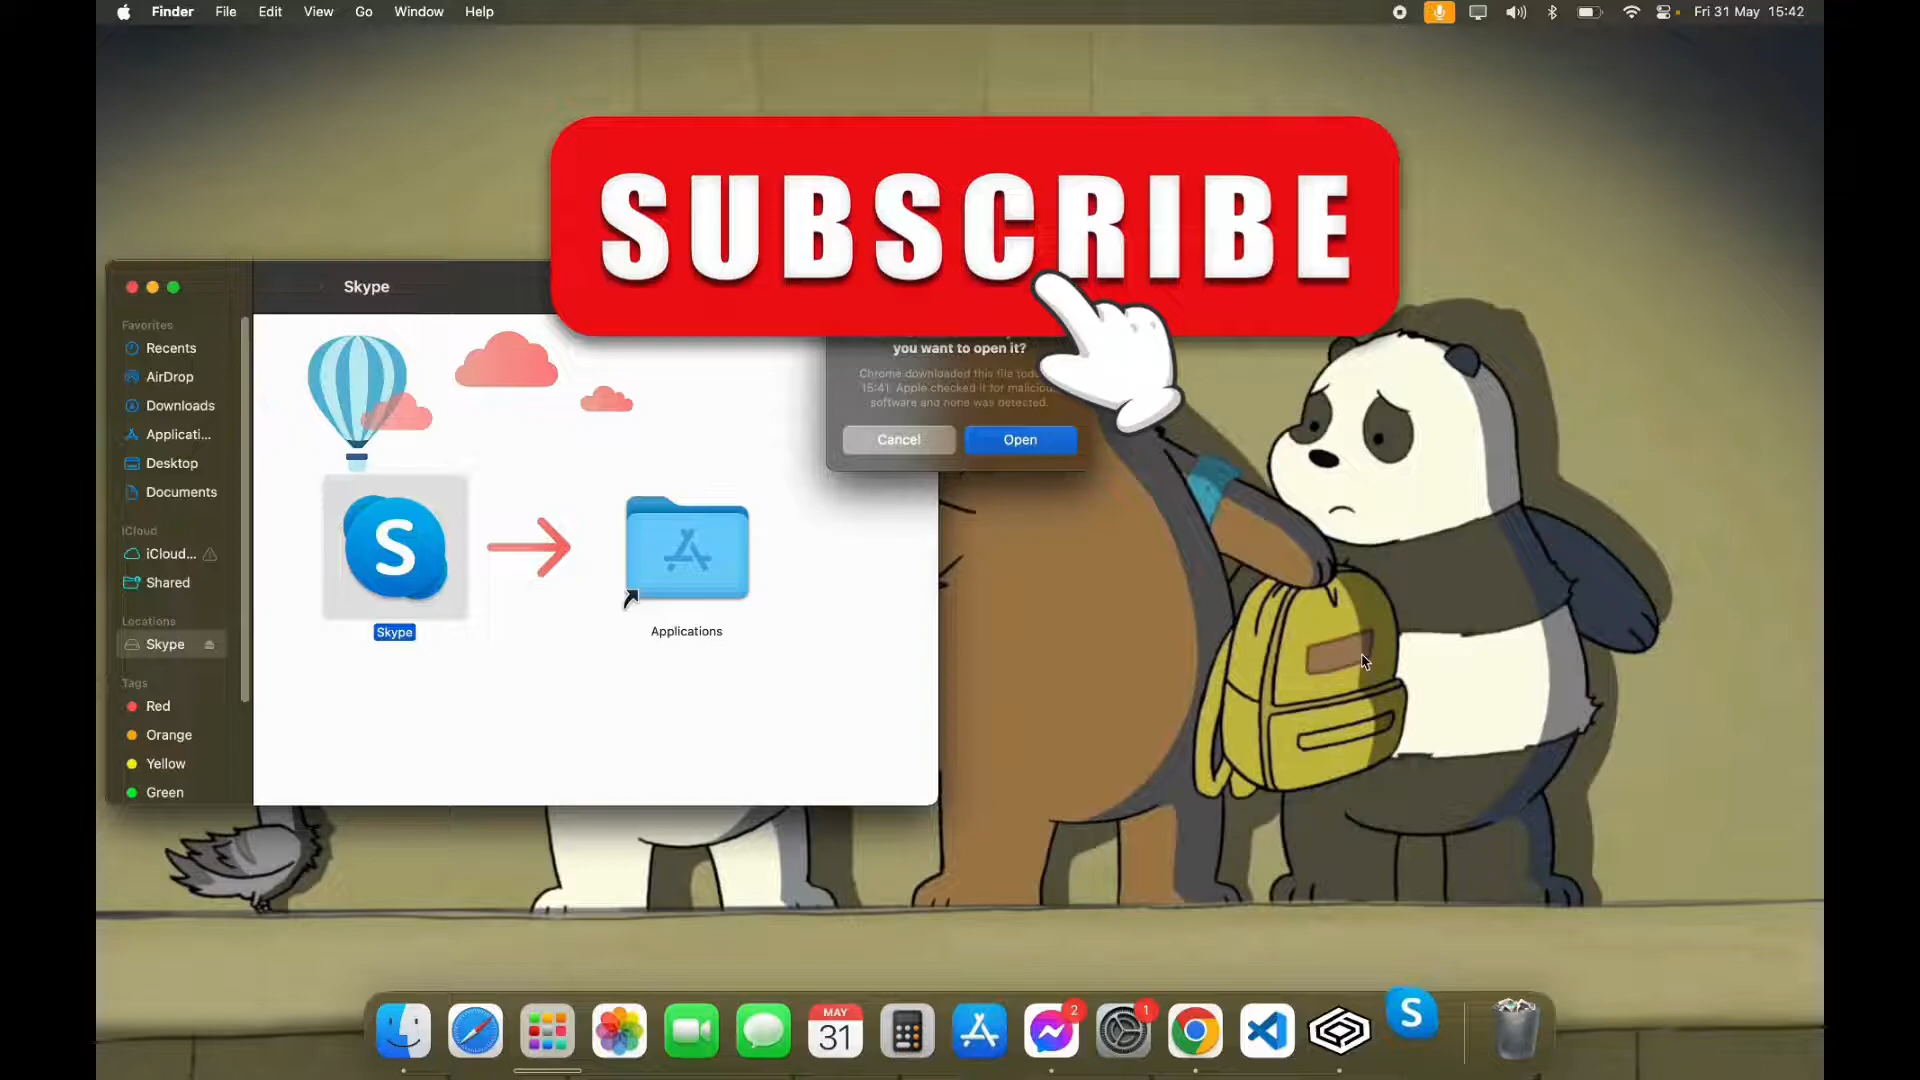 Finder File Edit View Go Window Help
Fri 31 May 15:42
SUBSCRIBE
Skype
Favorites
Recents
AirDrop
Downloads
Applicati...
Desktop
Documents
iCloud
iCloud...
Shared
Locations
Skype
Tags
Red
Orange
Yellow
Green
S
Skype
Applications
you want to open it?
Chrome downloaded this file
15:41. Apple checked it for
software and none was detected.
Cancel Open
MAY
31
2
1
S